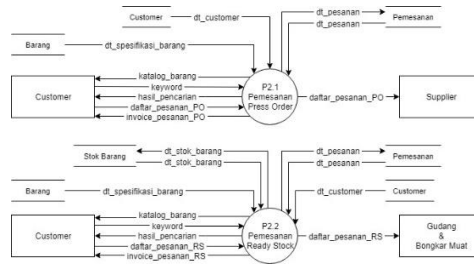 Customer
dt_customer
dt_pesanan
dt_pesanan
Pemesanan
Barang
dt_spesifikasi_barang
Customer
katalog_barang
keyword
hasil_pencarian
daftar_pesanan_PO
invoice_pesanan_PO
P2.1
Pemesanan
Press Order
daftar_pesanan_PO
Supplier
Stok Barang
dt_stok_barang
dt_stok_barang
dt_pesanan
dt_pesanan
Pemesanan
Barang
dt_spesifikasi_barang
dt_customer
Customer
Customer
katalog_barang
keyword
hasil_pencarian
daftar_pesanan_RS
invoice_pesanan_RS
P2.2
Pemesanan
Ready Stock
daftar_pesanan_RS
Gudang
&
Bongkar Muat